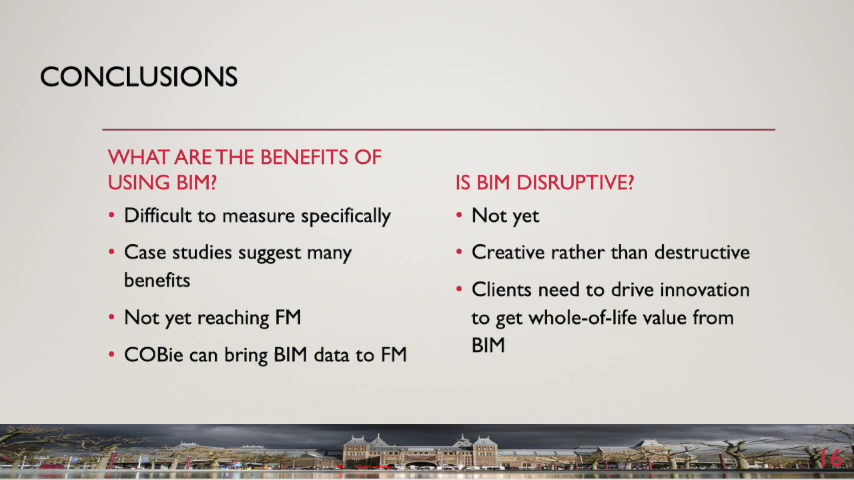 CONCLUSIONS
WHAT ARE THE BENEFITS OF
USING BIM?
• Difficult to measure specifically
• Case studies suggest many
benefits
• Not yet reaching FM
• COBie can bring BIM data to FM
IS BIM DISRUPTIVE?
• Not yet
• Creative rather than destructive
• Clients need to drive innovation
to get whole-of-life value from
BIM
16